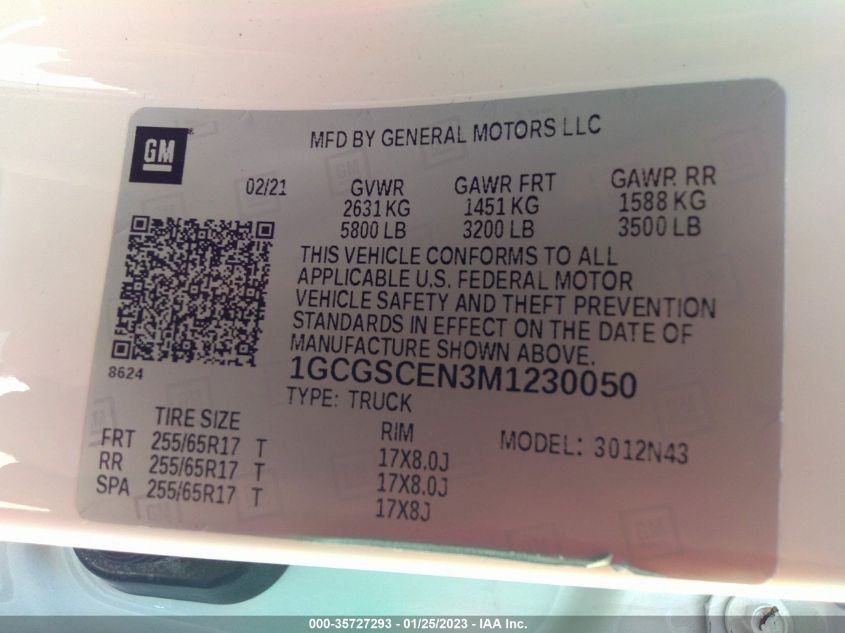 GM
MFD BY GENERAL MOTORS LLC
02/21
GVWR GAWR FRT GAWR RR
2631 KG 1451 KG 1588 KG
5800 LB 3200 LB 3500 LB
THIS VEHICLE CONFORMS TO ALL
APPLICABLE U.S. FEDERAL MOTOR
VEHICLE SAFETY AND THEFT PREVENTION
STANDARDS IN EFFECT ON THE DATE OF
MANUFACTURE SHOWN ABOVE.
8624
1GCGSCEN3M1230050
TYPE: TRUCK
TIRE SIZE RIM MODEL: 3012N43
FRT 255/65R17 T 17X8.0J
RR 255/65R17 T 17X8.0J
SPA 255/65R17 T 17X8J
GM
000-35727293 - 01/25/2023 - IAA Inc.